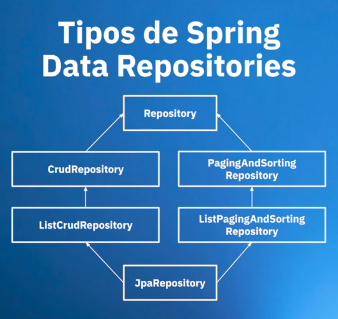 Tipos de Spring
Data Repositories
Repository
CrudRepository
PagingAndSorting
Repository
ListCrudRepository
ListPagingAndSorting
Repository
JpaRepository